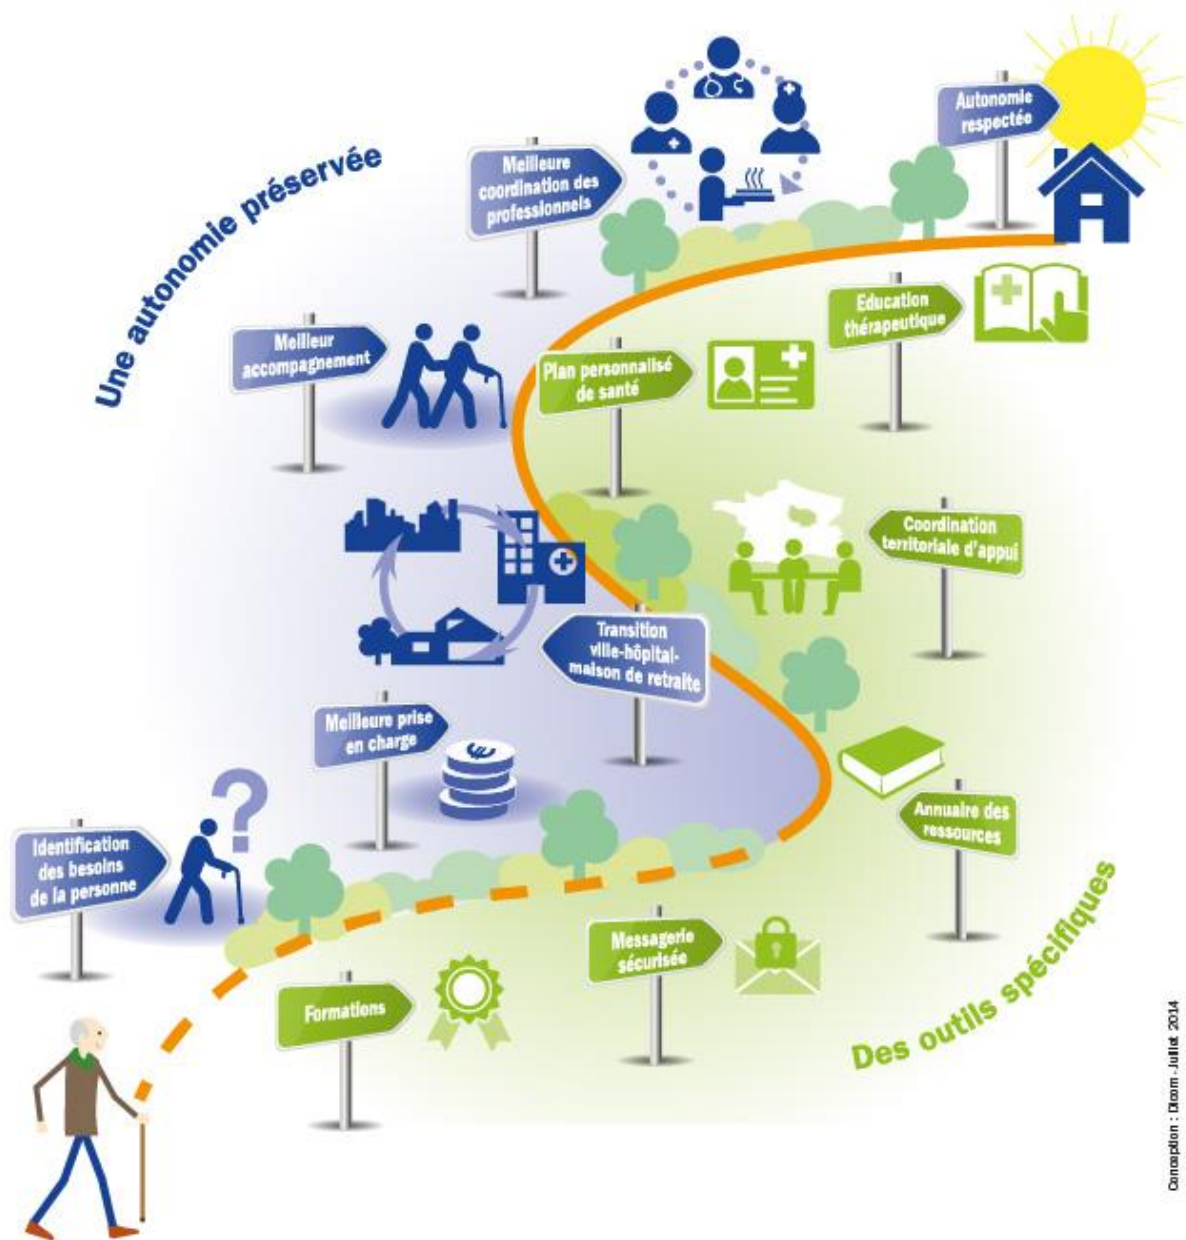 Une autonomie préservée
Autonomie
respectée
Meilleure
coordination des
professionnels
Education
thérapeutique
Meilleur
accompagnement
Plan personnalisé
de santé
Coordination
territoriale d'appui
Transition
ville-hôpital-
maison de retraite
Meilleure prise
en charge
Annuaire des
ressources
Identification
des besoins
de la personne
Messagerie
sécurisée
Formations
Des outils spécifiques
Conception : Dicom - Juillet 2014